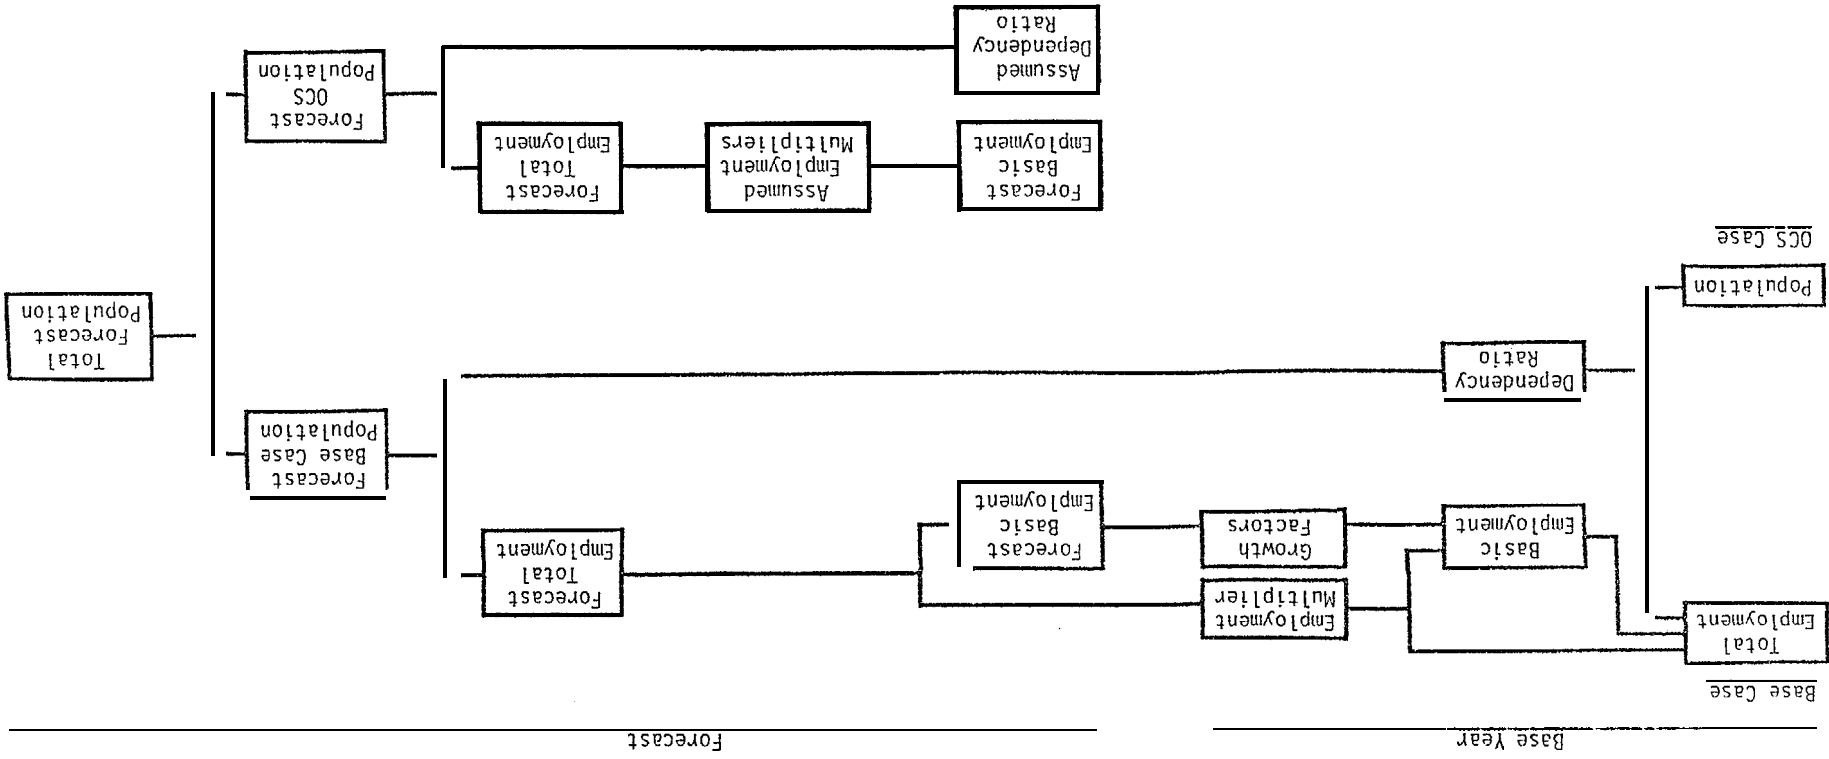 Base Year
Forecast
Base Case
Total
Employment
Basic
Employment
Employment
Multiplier
Growth
Factors
Forecast
Basic
Employment
Forecast
Total
Employment
Forecast
Base Case
Population
Dependency
Ratio
Total
Forecast
Population
Population
OCS Case
Forecast
Basic
Employment
Assumed
Employment
Multipliers
Forecast
Total
Employment
Forecast
OCS
Population
Assumed
Dependency
Ratio